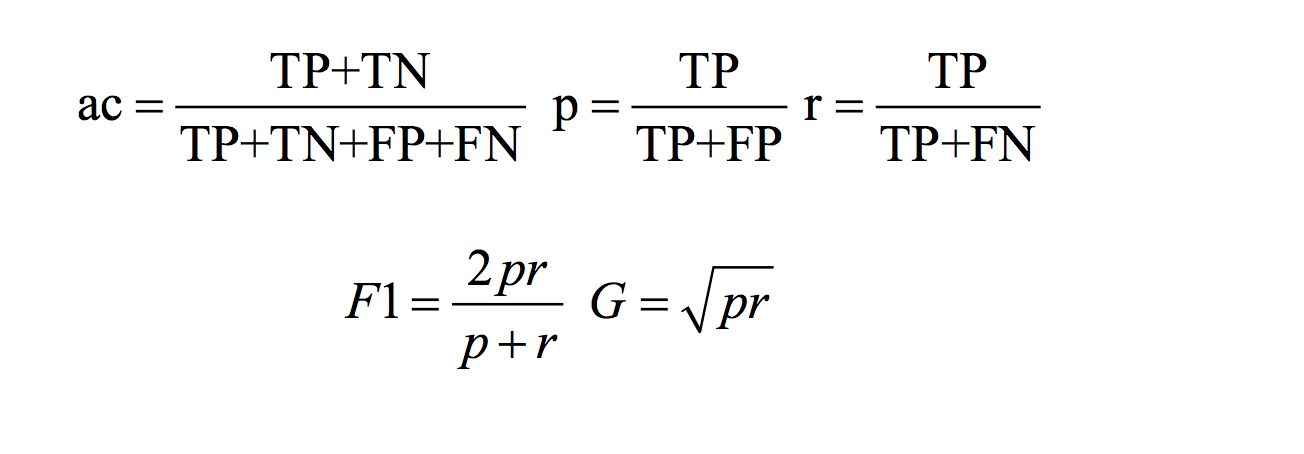 ac = TP+TN / TP+TN+FP+FN p = TP / TP+FP r = TP / TP+FN
F1 = 2pr / p+r G = √pr